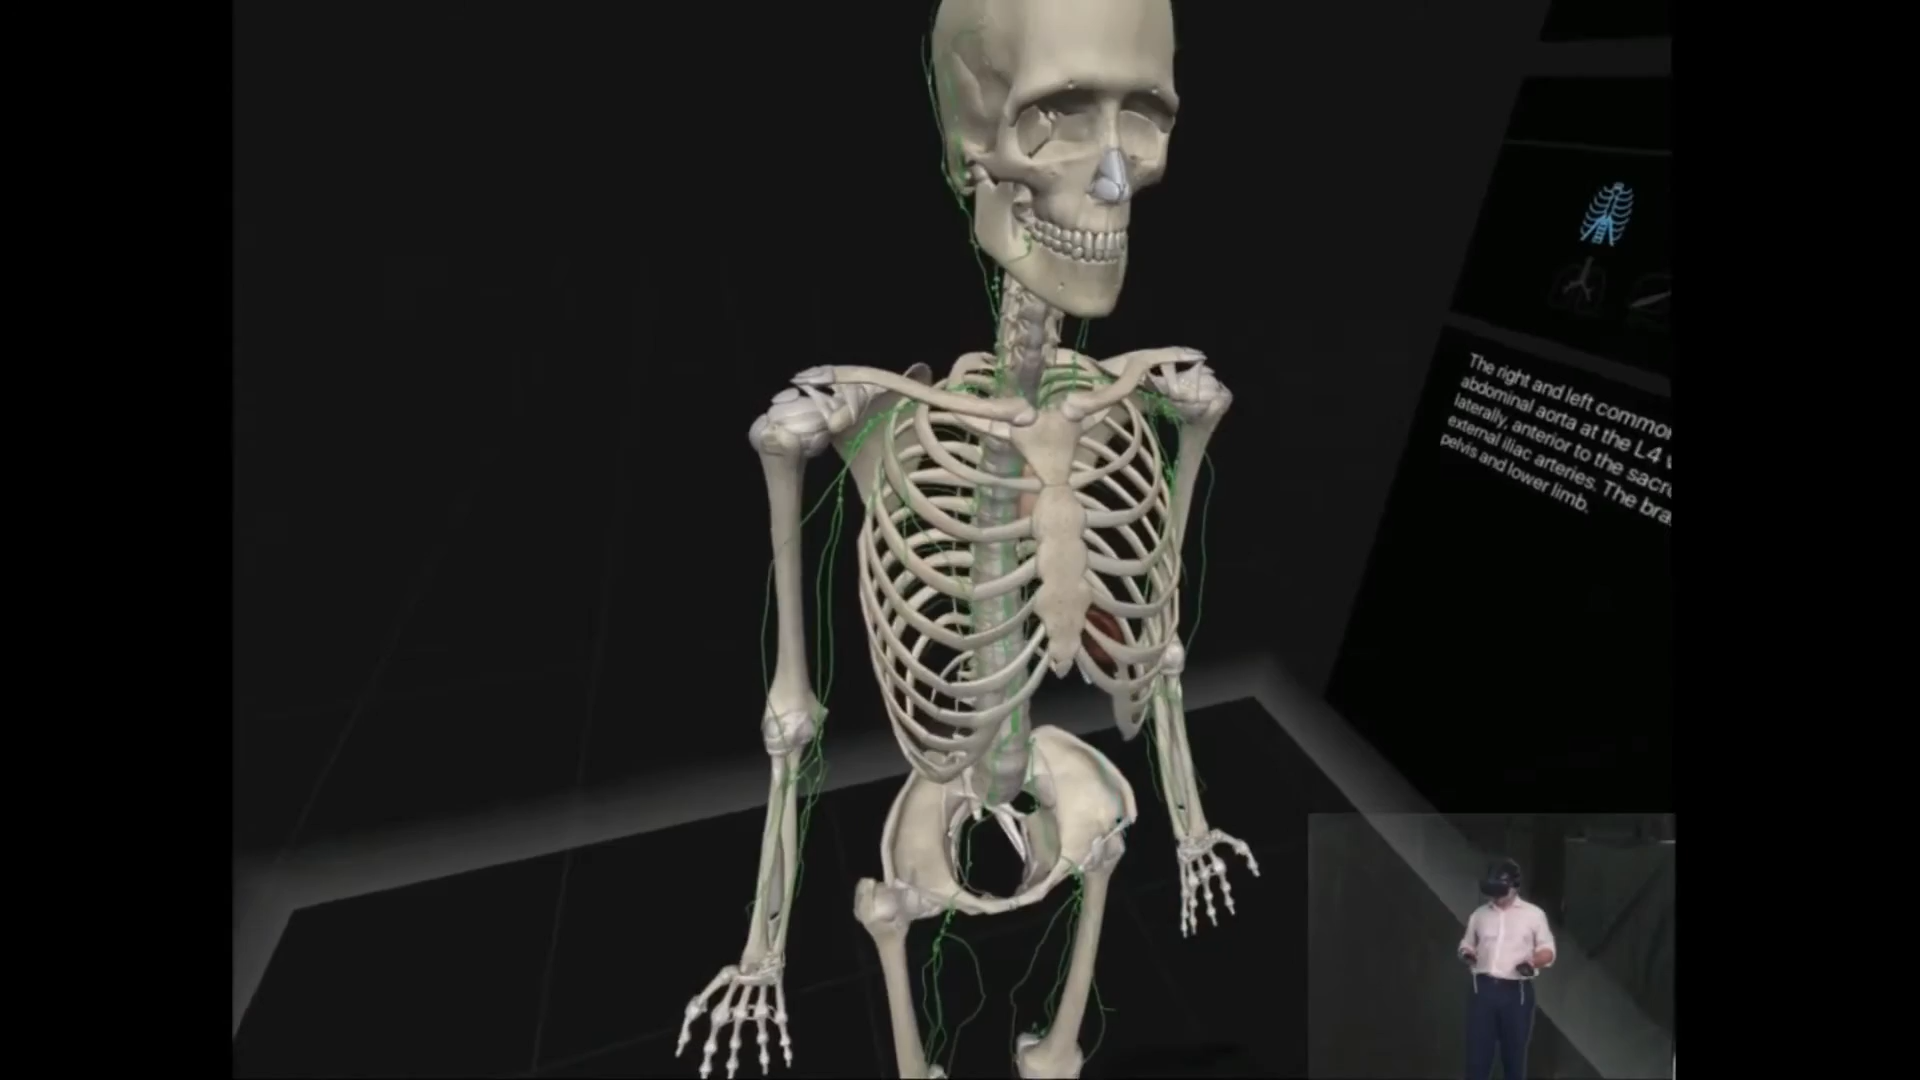 The right and left commo
abdominal aorta at the L4
laterally, anterior to the sacr
external iliac arteries. The bra
pelvis and lower limb.